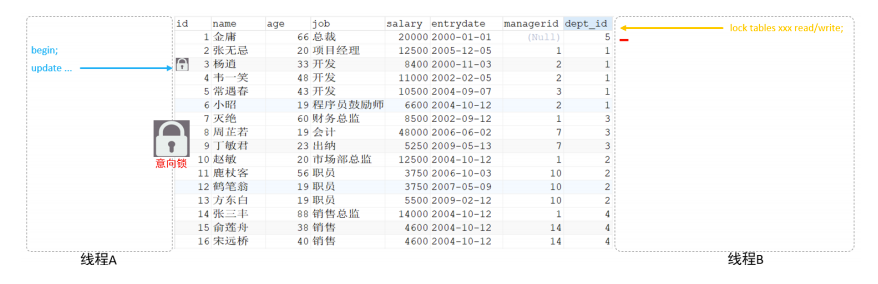 id name age job salary entrydate managerid dept_id
lock tables xxx read/write;
1 金庸 66 总裁 20000 2000-01-01 (Null) 5
begin;
2 张无忌 20 项目经理 12500 2005-12-05 1 1
update ...
3 杨逍 33 开发 8400 2000-11-03 2 1
4 韦一笑 48 开发 11000 2002-02-05 2 1
5 常遇春 43 开发 10500 2004-09-07 3 1
6 小昭 19 程序员鼓励师 6600 2004-10-12 2 1
7 灭绝 60 财务总监 8500 2002-09-12 1 3
8 周芷若 19 会计 48000 2006-06-02 7 3
9 丁敏君 23 出纳 5250 2009-05-13 7 3
意向锁
10 赵敏 20 市场部总监 12500 2004-10-12 1 2
11 鹿杖客 56 职员 3750 2006-10-03 10 2
12 鹤笔翁 19 职员 3750 2007-05-09 10 2
13 方东白 19 职员 5500 2009-02-12 10 2
14 张三丰 88 销售总监 14000 2004-10-12 1 4
15 俞莲舟 38 销售 4600 2004-10-12 14 4
16 宋远桥 40 销售 4600 2004-10-12 14 4
线程A
线程B